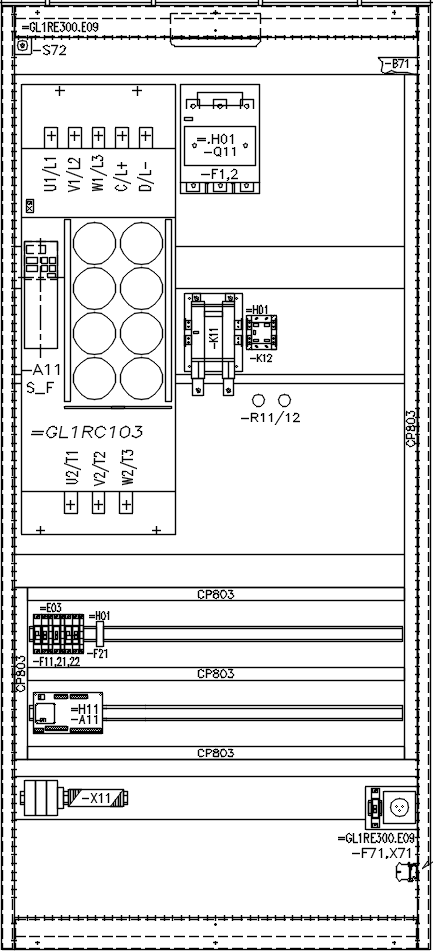 =GL1RE300.E09
-S72
-B71
U1/L1
V1/L2
W1/L3
C/L+
D/L-
=.H01
-Q11
-F1,2
-A11
S_F
-K11
=H01
-K12
-R11/12
=GL1RC103
CP803
U2/T1
V2/T2
W2/T3
CP803
=E03
=H01
-F11,21,22
-F21
CP803
CP803
=H11
-A11
CP803
-X11
=GL1RE300.E09
-F71,X71